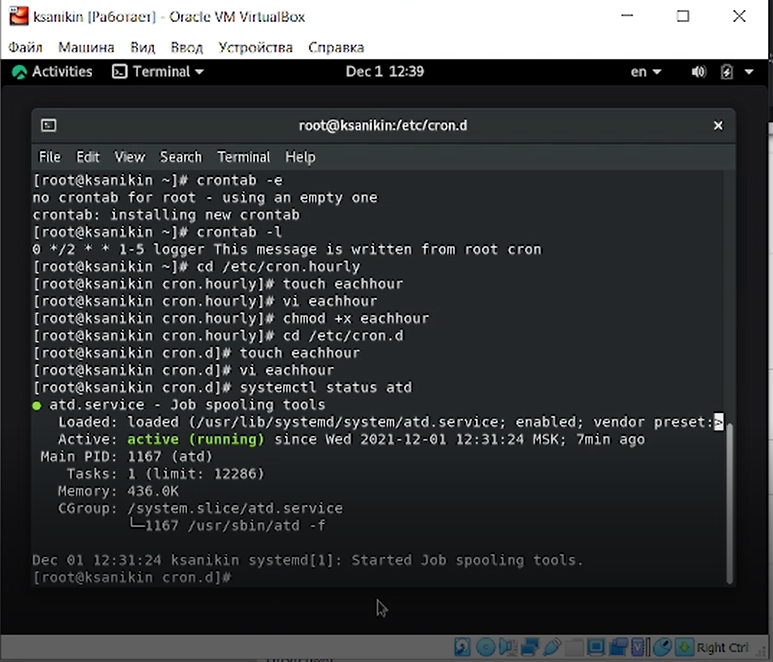 ksanikin [Работает] - Oracle VM VirtualBox
Файл Машина Вид Ввод Устройства Справка
Activities Terminal Dec 1 12:39 en
root@ksanikin:/etc/cron.d
File Edit View Search Terminal Help
[root@ksanikin ~]# crontab -e
no crontab for root - using an empty one
crontab: installing new crontab
[root@ksanikin ~]# crontab -l
0 */2 * * 1-5 logger This message is written from root cron
[root@ksanikin ~]# cd /etc/cron.hourly
[root@ksanikin cron.hourly]# touch eachhour
[root@ksanikin cron.hourly]# vi eachhour
[root@ksanikin cron.hourly]# chmod +x eachhour
[root@ksanikin cron.hourly]# cd /etc/cron.d
[root@ksanikin cron.d]# touch eachhour
[root@ksanikin cron.d]# vi eachhour
[root@ksanikin cron.d]# systemctl status atd
● atd.service - Job spooling tools
Loaded: loaded (/usr/lib/systemd/system/atd.service; enabled; vendor preset:>
Active: active (running) since Wed 2021-12-01 12:31:24 MSK; 7min ago
Main PID: 1167 (atd)
Tasks: 1 (limit: 12286)
Memory: 436.0K
CGroup: /system.slice/atd.service
└─1167 /usr/sbin/atd -f
Dec 01 12:31:24 ksanikin systemd[1]: Started Job spooling tools.
[root@ksanikin cron.d]#
Right Ctrl